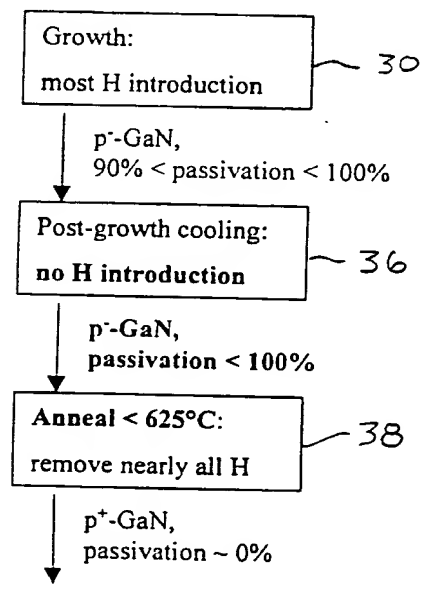 Growth:
most H introduction
30
p⁻-GaN,
90% < passivation < 100%
Post-growth cooling:
no H introduction
36
p⁻-GaN,
passivation < 100%
Anneal < 625°C:
remove nearly all H
38
p⁺-GaN,
passivation ~ 0%